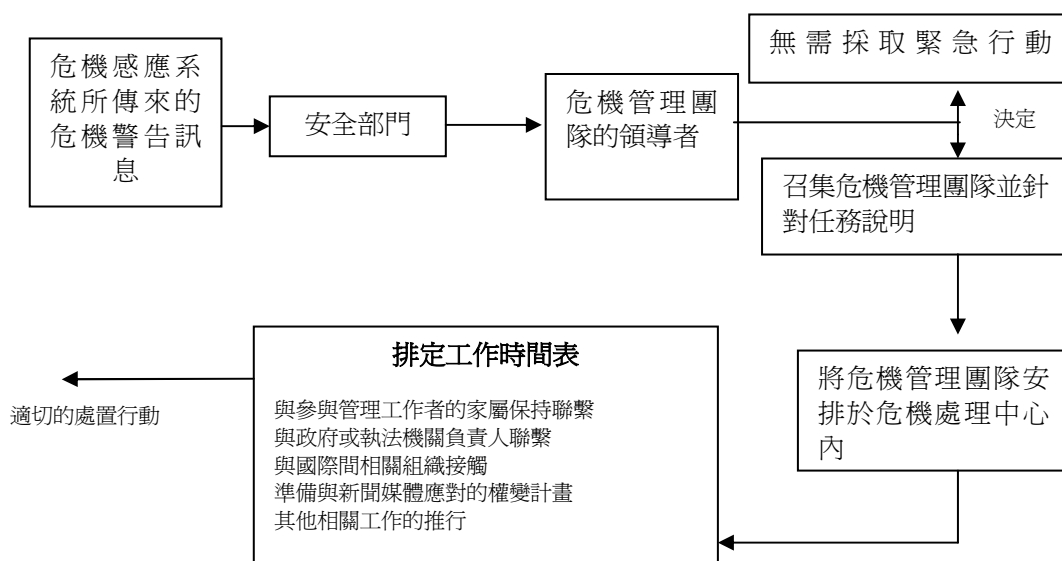 危機感應系
統所傳來的
危機警告訊
息
安全部門
危機管理團
隊的領導者
無需採取緊急行動
決定
召集危機管理團隊並針
對任務說明
將危機管理團隊安
排於危機處理中心
內
排定工作時間表
與參與管理工作者的家屬保持聯繫
與政府或執法機關負責人聯繫
與國際間相關組織接觸
準備與新聞媒體應對的權變計畫
其他相關工作的推行
適切的處置行動